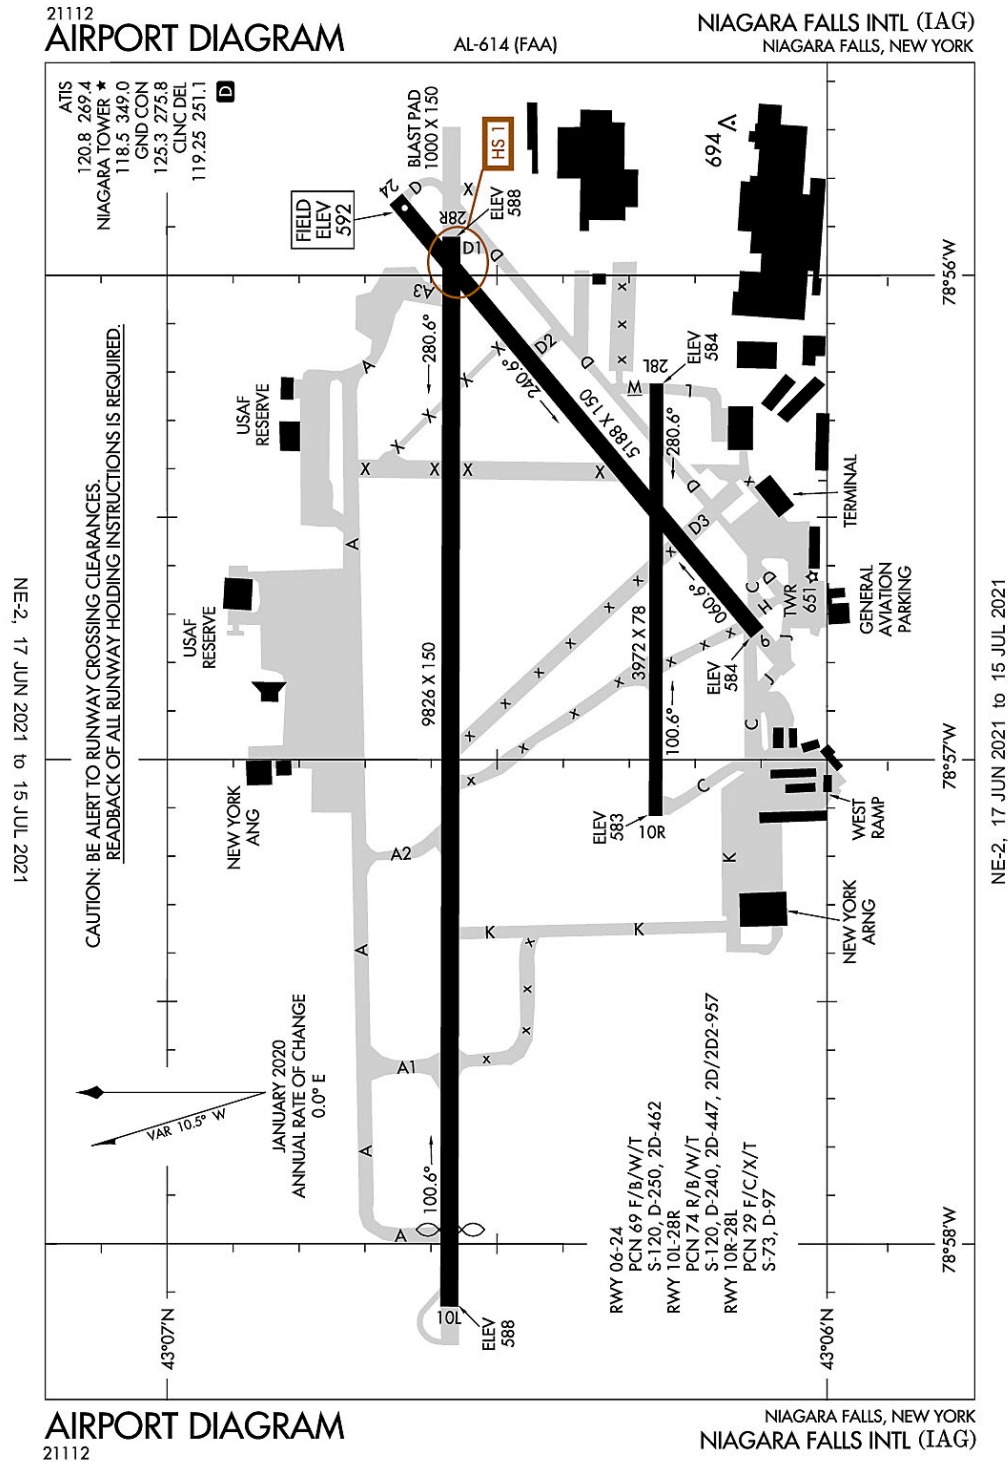 21112
AIRPORT DIAGRAM
AL-614 (FAA)
NIAGARA FALLS INTL (IAG)
NIAGARA FALLS, NEW YORK
ATIS
120.8 269.4
NIAGARA TOWER ★
118.5 349.0
GND CON
125.3 275.8
CLNC DEL
119.25 251.1
D
CAUTION: BE ALERT TO RUNWAY CROSSING CLEARANCES.
READBACK OF ALL RUNWAY HOLDING INSTRUCTIONS IS REQUIRED.
FIELD
ELEV
592
BLAST PAD
1000 X 150
HS 1
24
D
X
28R
ELEV
588
D1
D
694
A3
280.6°
A
X
X
X
X
D2
240.6°
D
5188 X 150
X
X
X
28L
W
L
ELEV
584
280.6°
USAF
RESERVE
X
X
X
X
D
X
D3
TERMINAL
A
X
X
X
X
X
X
X
060.6°
C
D
H
TWR
651
J
6
J
GENERAL
AVIATION
PARKING
USAF
RESERVE
9826 X 150
3972 X 78
X
X
X
X
X
X
X
ELEV
584
100.6°
C
78°56'W
78°57'W
NEW YORK
ANG
A2
ELEV
583
10R
C
WEST
RAMP
K
K
K
NEW YORK
ARNG
A
X
X
X
X
A1
JANUARY 2020
ANNUAL RATE OF CHANGE
0.0° E
VAR 10.5° W
A
100.6°
A
10L
ELEV
588
RWY 06-24
PCN 69 F/B/W/T
S-120, D-250, 2D-462
RWY 10L-28R
PCN 74 R/B/W/T
S-120, D-240, 2D-447, 2D/2D2-957
RWY 10R-28L
PCN 29 F/C/X/T
S-73, D-97
78°58'W
43°07'N
43°06'N
NE-2, 17 JUN 2021 to 15 JUL 2021
NE-2, 17 JUN 2021 to 15 JUL 2021
AIRPORT DIAGRAM
21112
NIAGARA FALLS, NEW YORK
NIAGARA FALLS INTL (IAG)